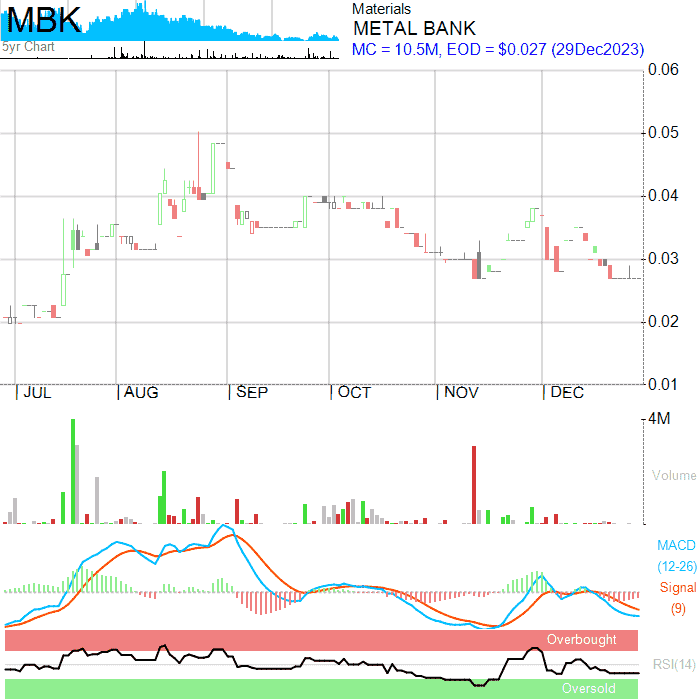 MBK
5yr Chart
Materials
METAL BANK
MC = 10.5M, EOD = $0.027 (29Dec2023)
0.06
0.05
0.04
0.03
0.02
0.01
JUL AUG SEP OCT NOV DEC
4M
Volume
MACD
(12-26)
Signal
(9)
Overbought
RSI(14)
Oversold